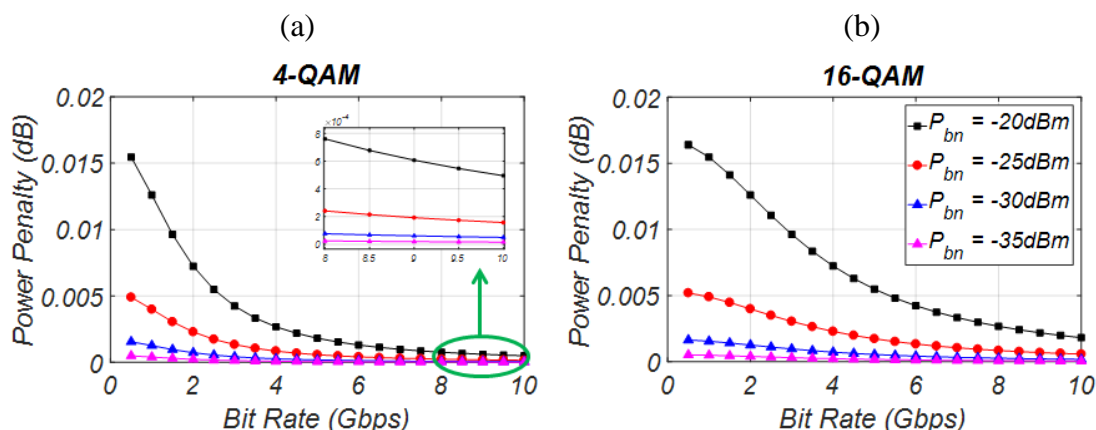 (a)
(b)
4-QAM
16-QAM
Power Penalty (dB)
0.02
0.015
0.01
0.005
0
0 2 4 6 8 10
Bit Rate (Gbps)
×10⁻⁴
8
6
4
2
0
8 8.5 9 9.5 10
Power Penalty (dB)
0.02
0.015
0.01
0.005
0
0 2 4 6 8 10
Bit Rate (Gbps)
P_bn = -20dBm
P_bn = -25dBm
P_bn = -30dBm
P_bn = -35dBm